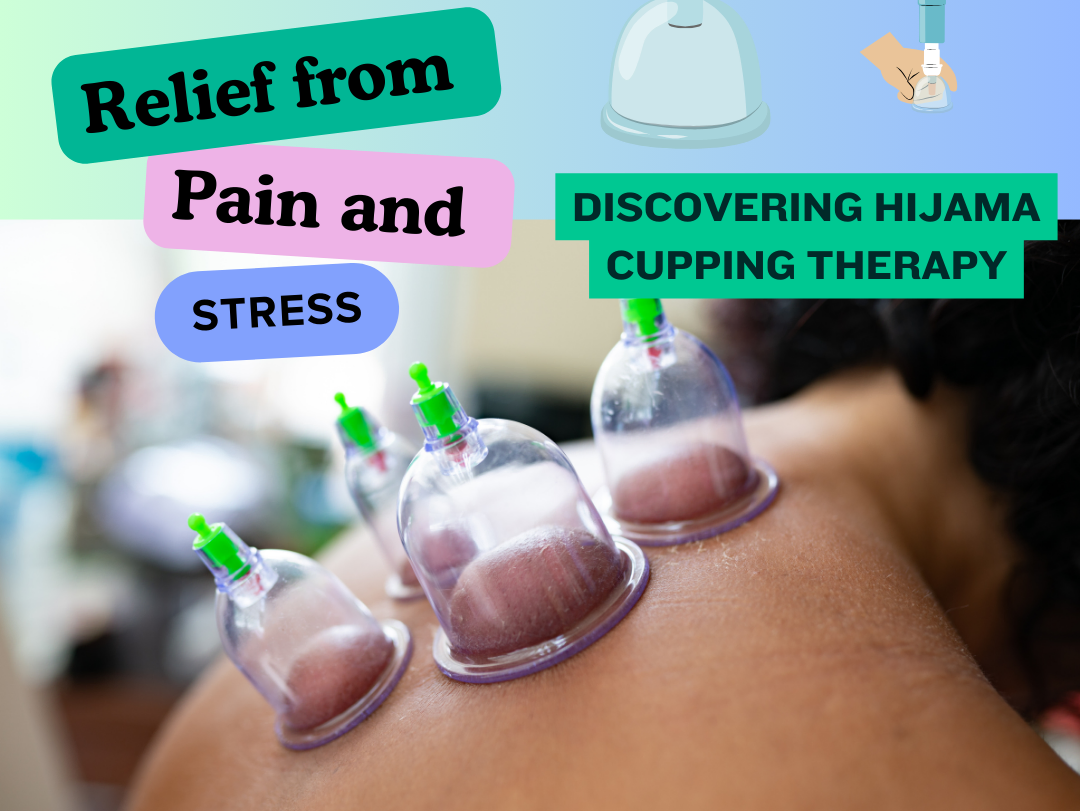 Relief from
Pain and
STRESS
DISCOVERING HIJAMA
CUPPING THERAPY